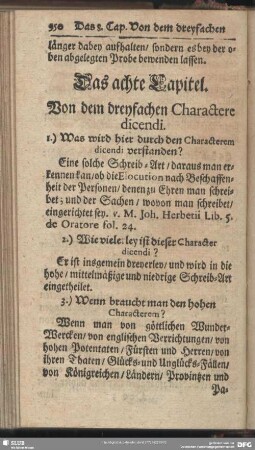 350 Das 8. Cap. Von dem dreyfachen
länger dabey aufhalten/ sondern es bey der o-
ben abgelegten Probe bewenden lassen.
Das achte Capitel.
Von dem dreyfachen Charactere
dicendi.
1.) Was wird hier durch den Characterem
dicendi verstanden?
Eine solche Schreib-Art/ daraus man er-
kennen kan/ ob die Elocution nach Beschaffen-
heit der Personen/ denen zu Ehren man schrei-
bet; und der Sachen/ wovon man schreibet/
eingerichtet sey. v. M. Joh. Herbetii Lib. 5.
de Oratore fol. 24.
2.) Wie vieler-ley ist dieser Character
dicendi?
Er ist insgemein dreyerley/ und wird in die
hohe/ mittelmäßige und niedrige Schreib-Art
eingetheilet.
3.) Wenn braucht man den hohen
Characterem?
Wenn man von göttlichen Wunder-
Wercken/ von englischen Verrichtungen/ von
hohen Potentaten/ Fürsten und Herren/ von
ihren Thaten/ Glücks- und Unglücks-Fällen/
von Königreichen/ Ländern/ Provintzen und
Pa-
SLUB
DFG